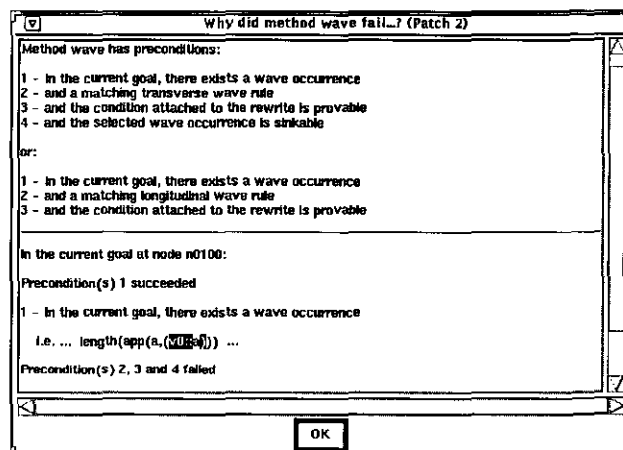 Why did method wave fail...? (Patch 2)
Method wave has preconditions:
1 - In the current goal, there exists a wave occurrence
2 - and a matching transverse wave rule
3 - and the condition attached to the rewrite is provable
4 - and the selected wave occurrence is sinkable
or:
1 - In the current goal, there exists a wave occurrence
2 - and a matching longitudinal wave rule
3 - and the condition attached to the rewrite is provable
In the current goal at node n0100:
Precondition(s) 1 succeeded
1 - In the current goal, there exists a wave occurrence
i.e. ... length(app(a,(v0::a))) ...
Precondition(s) 2, 3 and 4 failed
OK